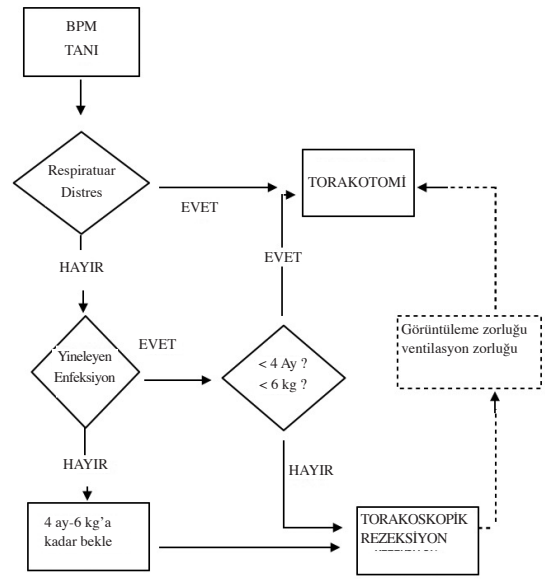 BPM
TANI
Respiratuar
Distres
EVET
TORAKOTOMİ
HAYIR
EVET
Yineleyen
Enfeksiyon
EVET
< 4 Ay ?
< 6 kg ?
Görüntüleme zorluğu
ventilasyon zorluğu
HAYIR
HAYIR
4 ay-6 kg'a
kadar bekle
TORAKOSKOPİK
REZEKSİYON